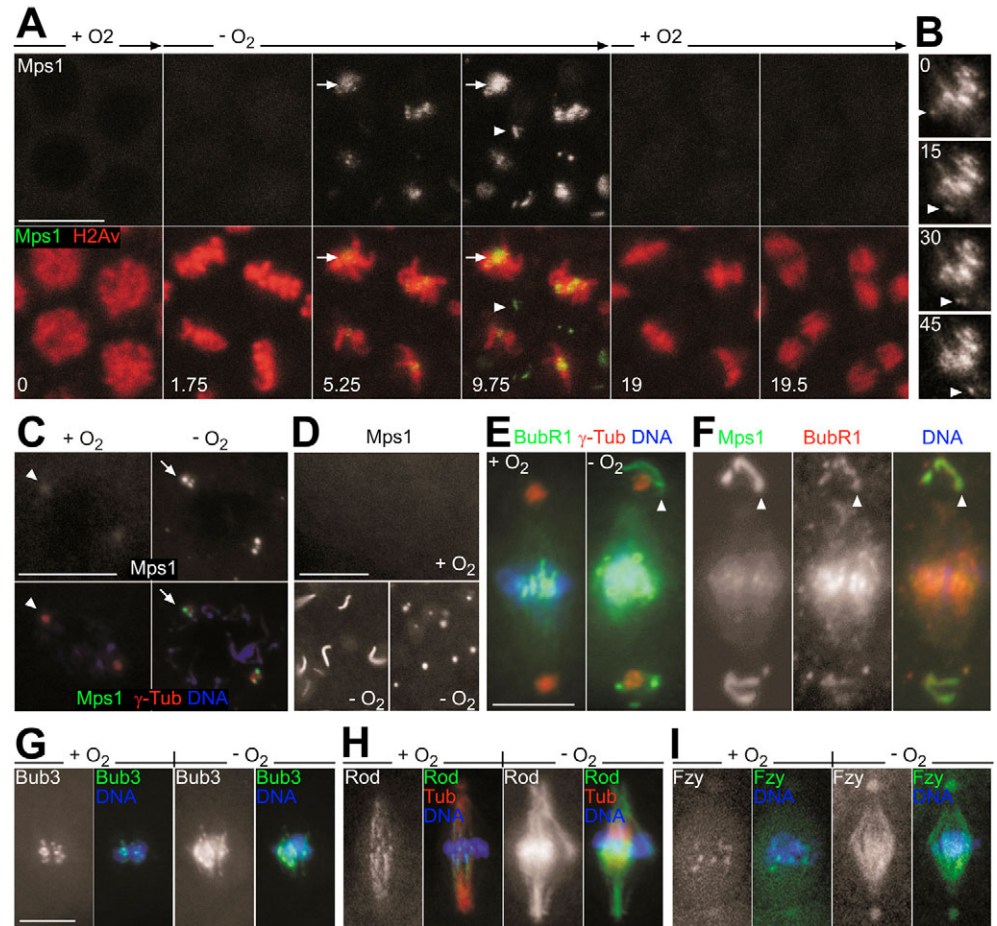 A
+ O2
- O2
+ O2
B
Mps1
Mps1 H2Av
0
1.75
5.25
9.75
19
19.5
0
15
30
45
C
+ O2
- O2
Mps1
Mps1 γ-Tub DNA
D
Mps1
+ O2
- O2
- O2
E
BubR1 γ-Tub DNA
+ O2
- O2
F
Mps1
BubR1
DNA
G
+ O2
- O2
Bub3
Bub3
DNA
Bub3
Bub3
DNA
H
+ O2
- O2
Rod
Rod
Tub
DNA
Rod
Rod
Tub
DNA
I
+ O2
- O2
Fzy
Fzy
DNA
Fzy
Fzy
DNA